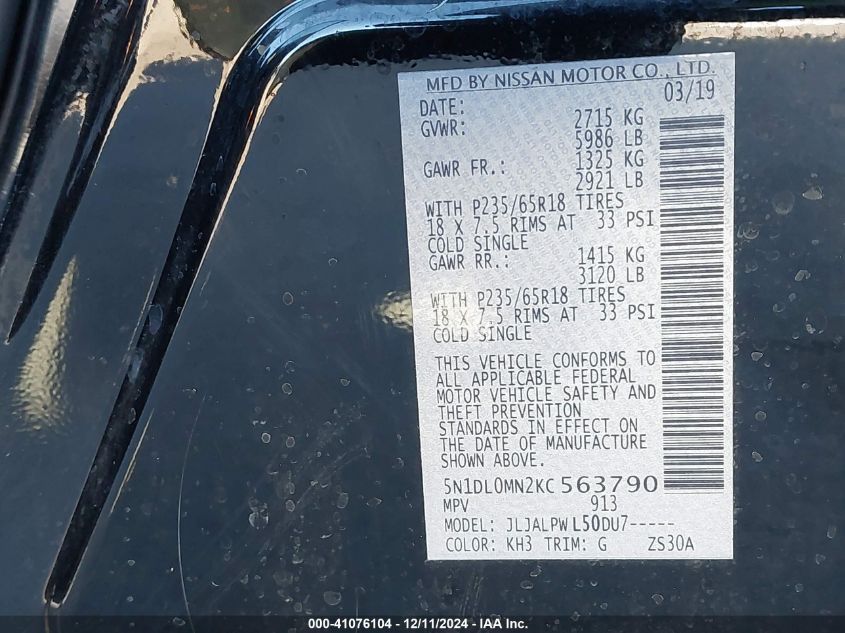 MFD BY NISSAN MOTOR CO., LTD.
DATE: 03/19
GVWR: 2715 KG
5986 LB
GAWR FR.: 1325 KG
2921 LB
WITH P235/65R18 TIRES
18 X 7.5 RIMS AT 33 PSI
COLD SINGLE
GAWR RR.: 1415 KG
3120 LB
WITH P235/65R18 TIRES
18 X 7.5 RIMS AT 33 PSI
COLD SINGLE
THIS VEHICLE CONFORMS TO
ALL APPLICABLE FEDERAL
MOTOR VEHICLE SAFETY AND
THEFT PREVENTION
STANDARDS IN EFFECT ON
THE DATE OF MANUFACTURE
SHOWN ABOVE.
5N1DL0MN2KC 563790
MPV 913
MODEL: JLJALPW L50DU7-----
COLOR: KH3 TRIM: G ZS30A
000-41076104 - 12/11/2024 - IAA Inc.